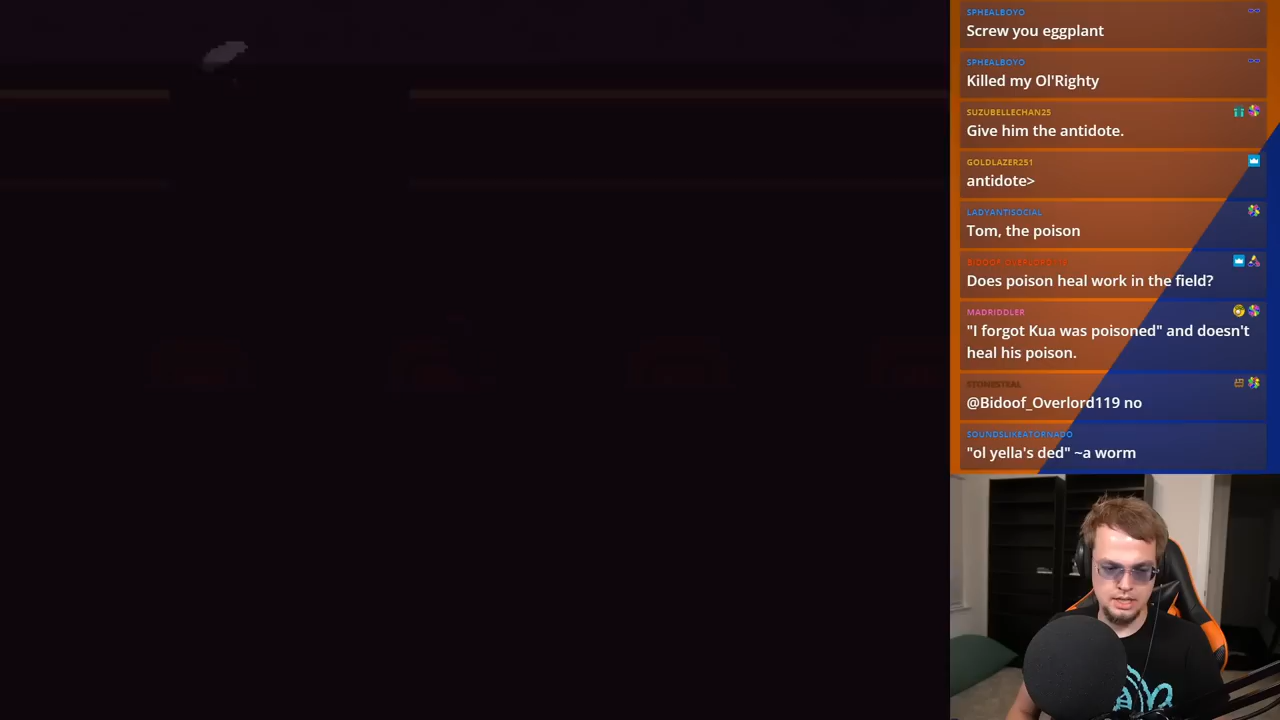 SPHEALBOYO
Screw you eggplant
SPHEALBOYO
Killed my Ol'Righty
SUZUBELLECHAN25
Give him the antidote.
GOLDLAZER251
antidote>
LADYANTISOCIAL
Tom, the poison
BIDOOF_OVERLORD119
Does poison heal work in the field?
MADRIDDLER
"I forgot Kua was poisoned" and doesn't
heal his poison.
@Bidoof_Overlord119 no
SOUNDSLIKEATORNADO
"ol yella's ded" ~a worm